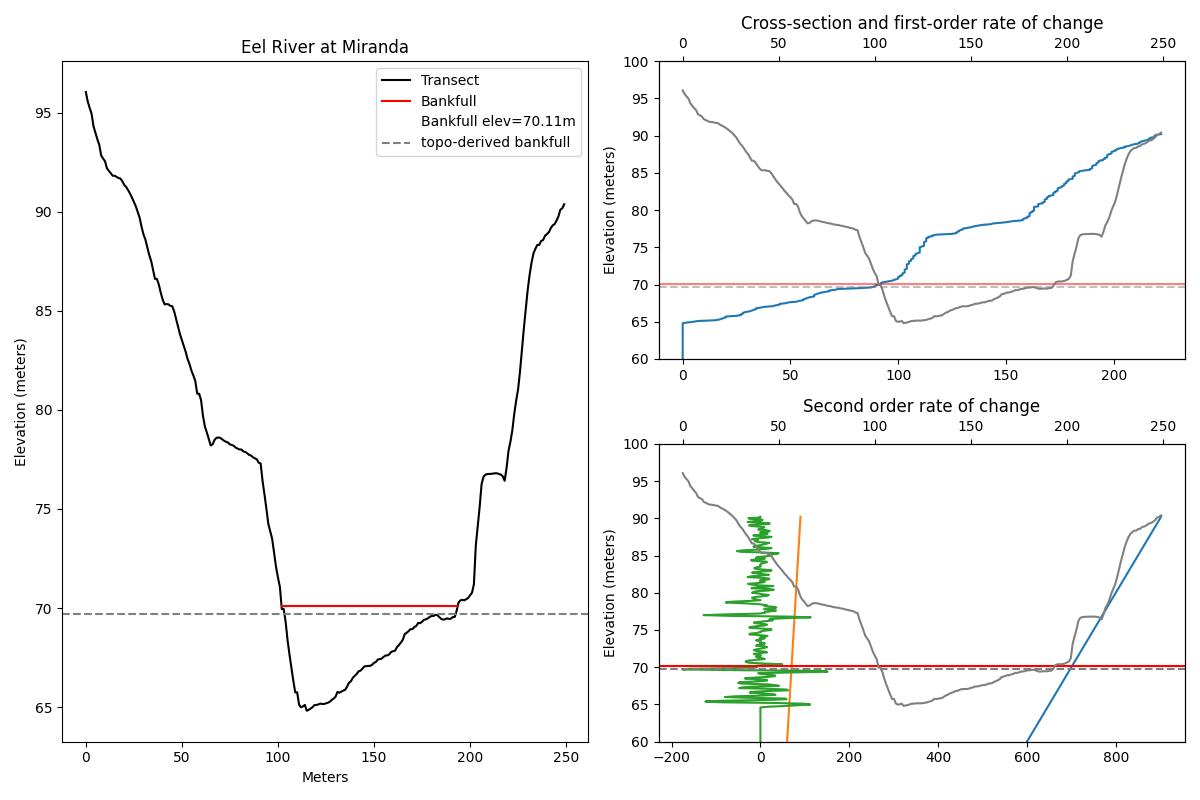 Eel River at Miranda
Transect
Bankfull
Bankfull elev=70.11m
topo-derived bankfull
95
90
85
80
75
70
65
Elevation (meters)
0 50 100 150 200 250
Meters
Cross-section and first-order rate of change
0 50 100 150 200 250
100
95
90
85
80
75
70
65
60
Elevation (meters)
0 50 100 150 200
Second order rate of change
0 50 100 150 200 250
100
95
90
85
80
75
70
65
60
Elevation (meters)
−200 0 200 400 600 800